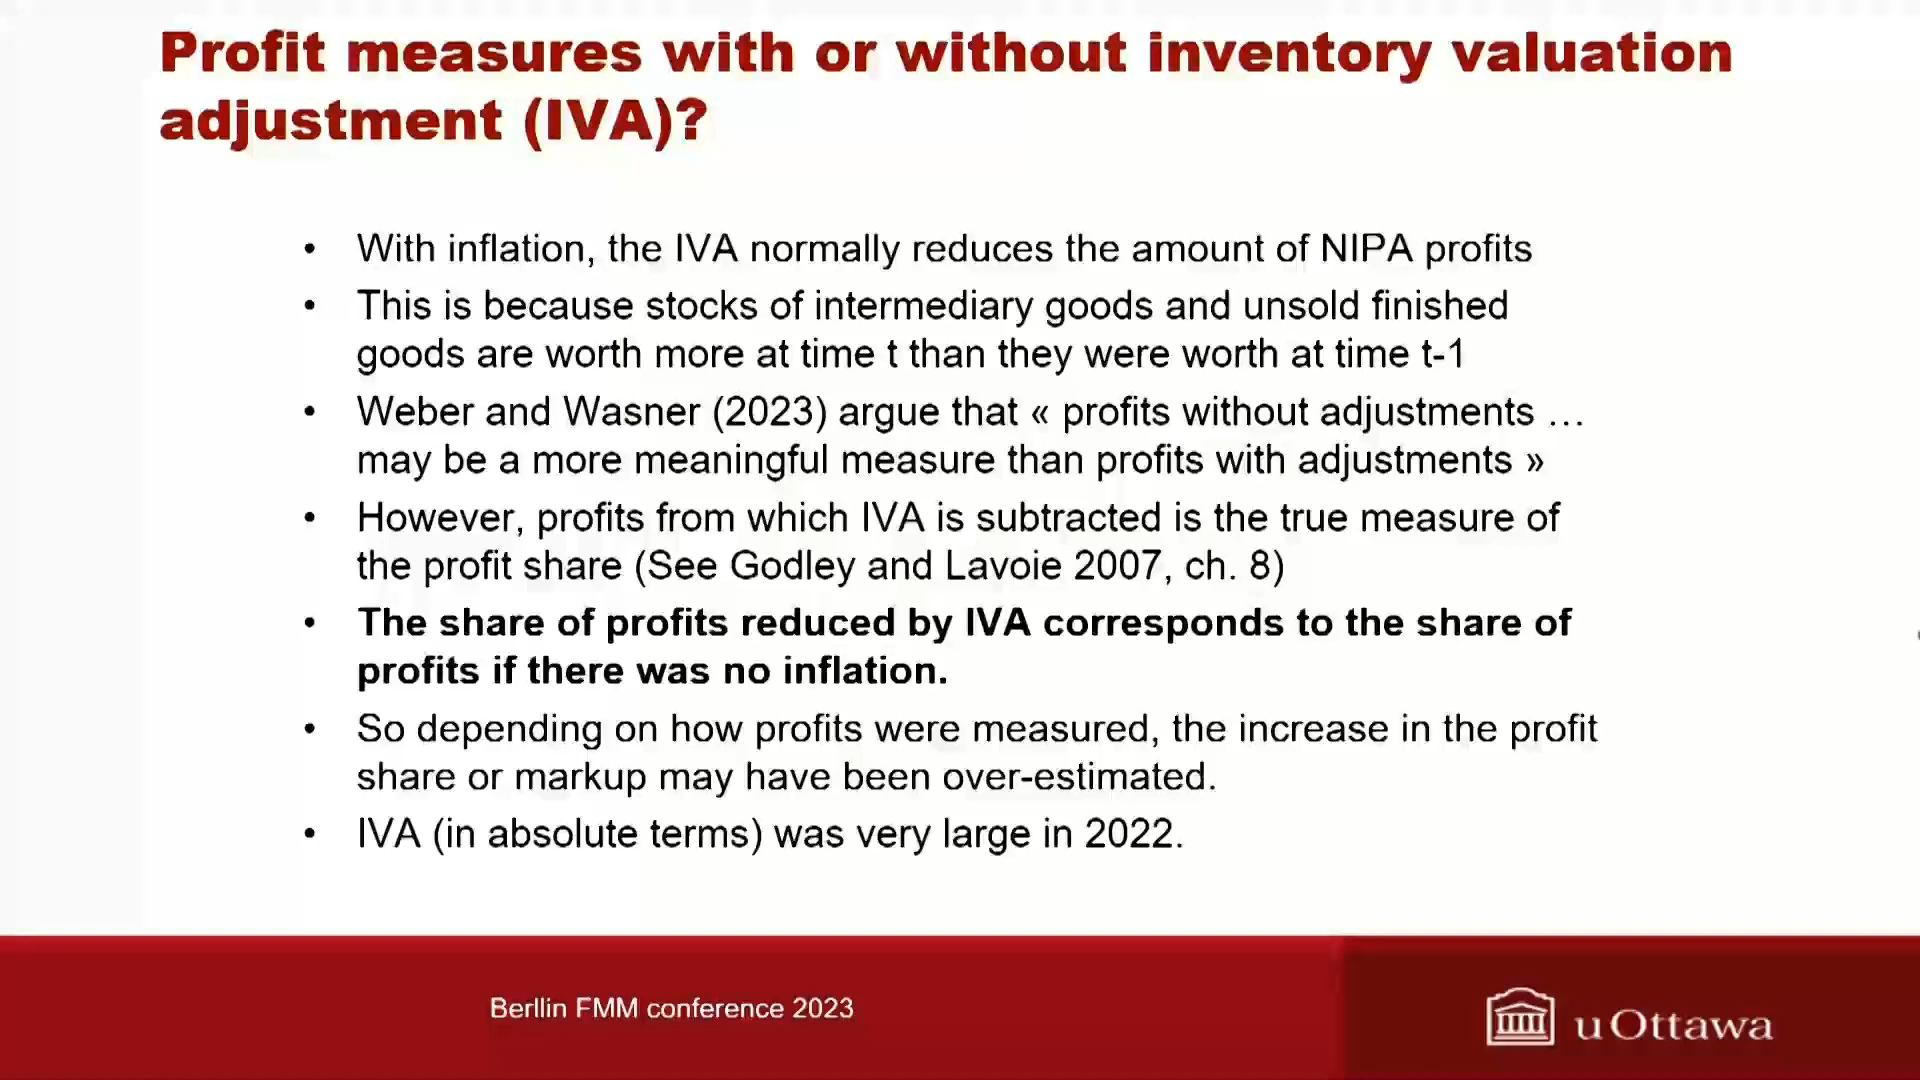 Profit measures with or without inventory valuation
adjustment (IVA)?
• With inflation, the IVA normally reduces the amount of NIPA profits
• This is because stocks of intermediary goods and unsold finished
goods are worth more at time t than they were worth at time t-1
• Weber and Wasner (2023) argue that « profits without adjustments …
may be a more meaningful measure than profits with adjustments »
• However, profits from which IVA is subtracted is the true measure of
the profit share (See Godley and Lavoie 2007, ch. 8)
• The share of profits reduced by IVA corresponds to the share of
profits if there was no inflation.
• So depending on how profits were measured, the increase in the profit
share or markup may have been over-estimated.
• IVA (in absolute terms) was very large in 2022.
Berllin FMM conference 2023
uOttawa